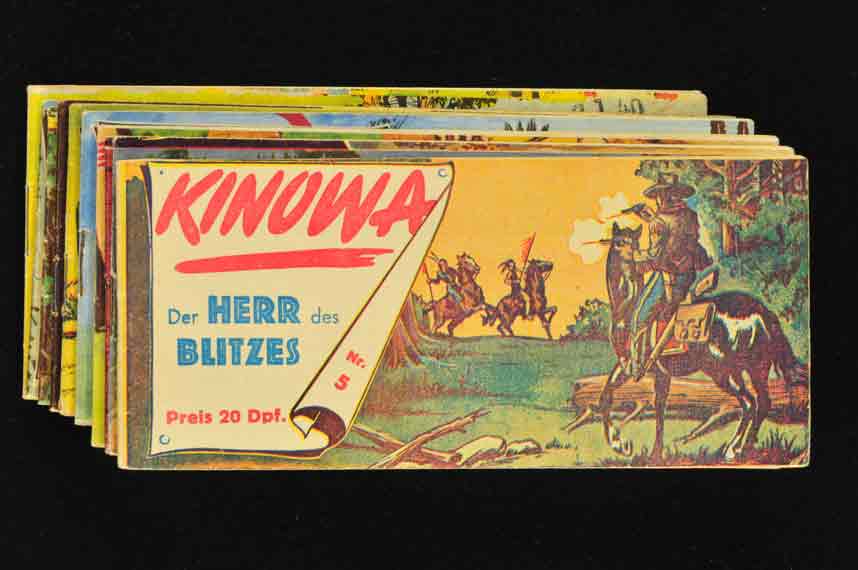 KINOWA
Der HERR des
BLITZES
Nr.
5
Preis 20 Dpf.